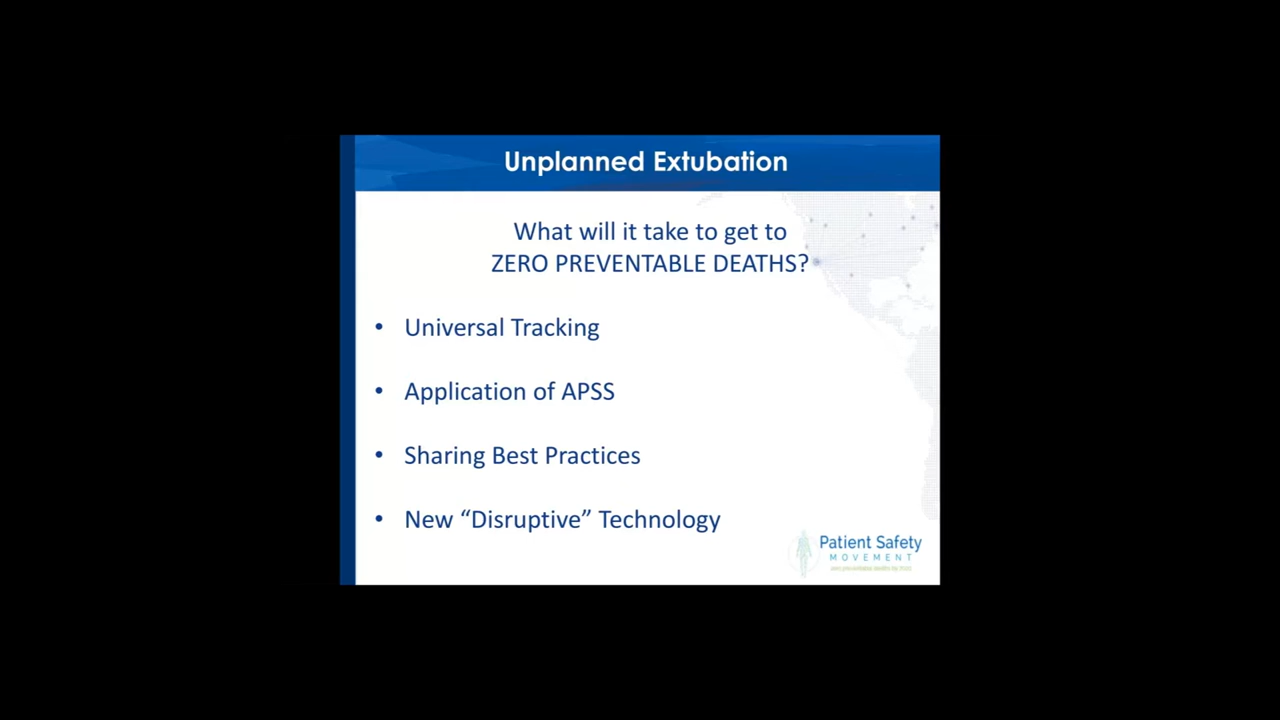 Unplanned Extubation
What will it take to get to
ZERO PREVENTABLE DEATHS?
• Universal Tracking
• Application of APSS
• Sharing Best Practices
• New “Disruptive” Technology
Patient Safety
MOVEMENT